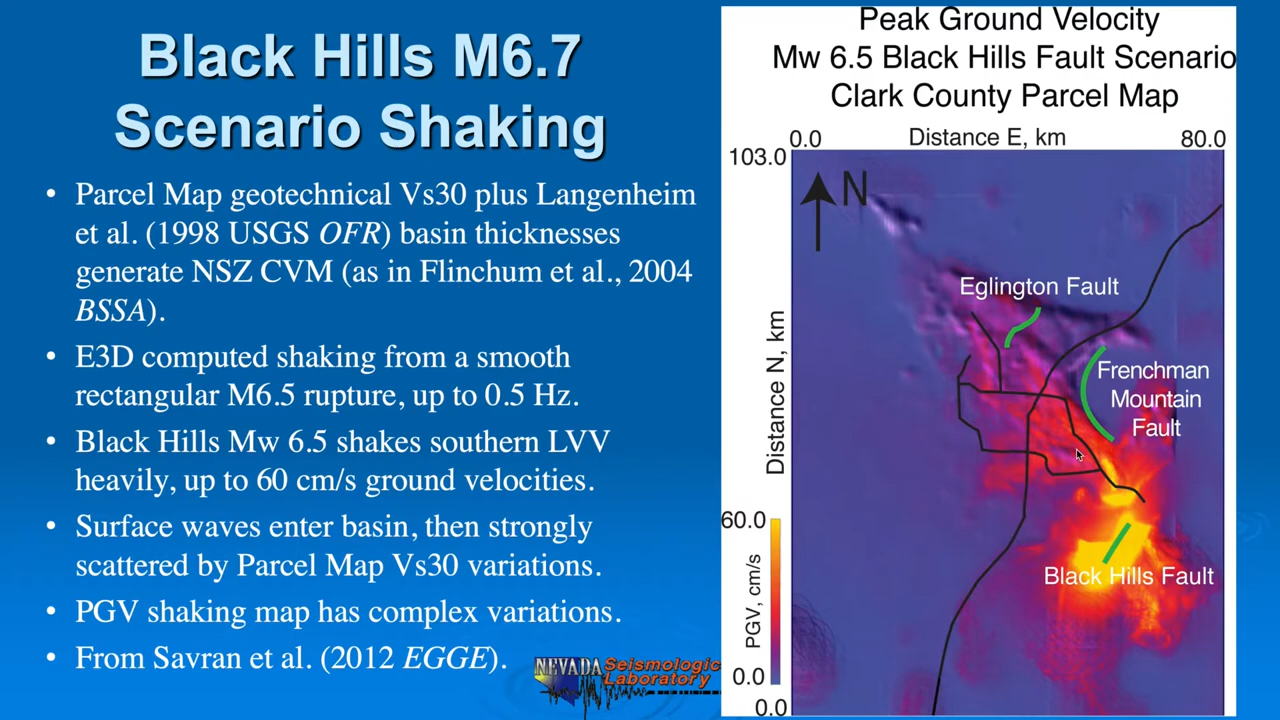 Black Hills M6.7
Scenario Shaking
• Parcel Map geotechnical Vs30 plus Langenheim
et al. (1998 USGS OFR) basin thicknesses
generate NSZ CVM (as in Flinchum et al., 2004
BSSA).
• E3D computed shaking from a smooth
rectangular M6.5 rupture, up to 0.5 Hz.
• Black Hills Mw 6.5 shakes southern LVV
heavily, up to 60 cm/s ground velocities.
• Surface waves enter basin, then strongly
scattered by Parcel Map Vs30 variations.
• PGV shaking map has complex variations.
• From Savran et al. (2012 EGGE).
NEVADA Seismologic
Laboratory
Peak Ground Velocity
Mw 6.5 Black Hills Fault Scenario
Clark County Parcel Map
0.0 Distance E, km 80.0
103.0
N
Distance N, km
Eglington Fault
Frenchman
Mountain
Fault
Black Hills Fault
60.0
PGV, cm/s
0.0
0.0